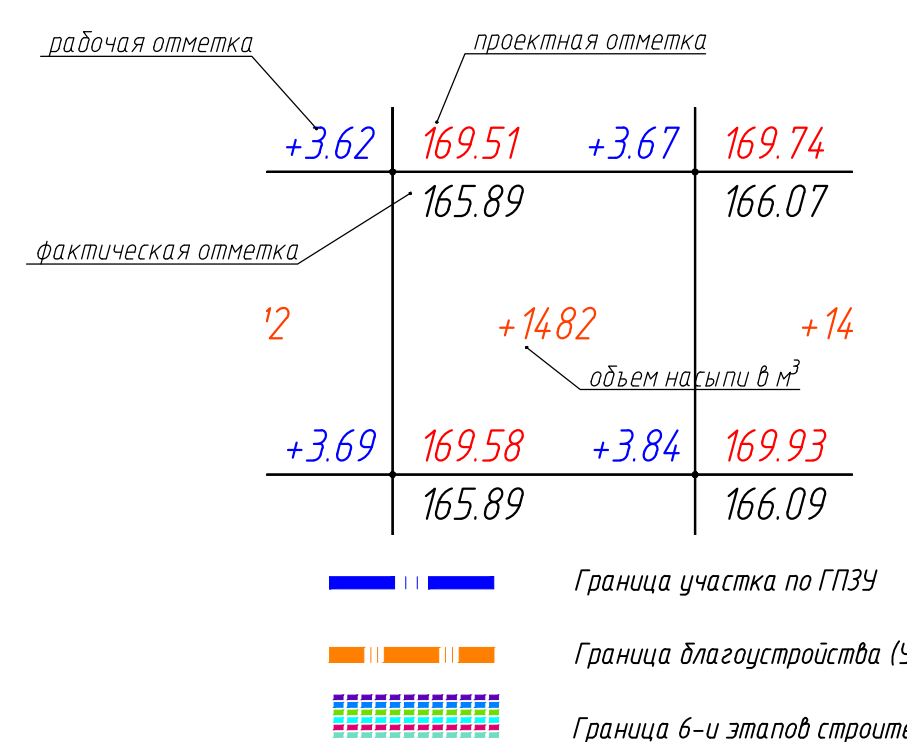 рабочая отметка
проектная отметка
+3.62 169.51 +3.67 169.74
165.89 166.07
фактическая отметка
+1482 +14
объем насыпи в м³
+3.69 169.58 +3.84 169.93
165.89 166.09
Граница участка по ГПЗУ
Граница благоустройства (
Граница 6-и этапов строите